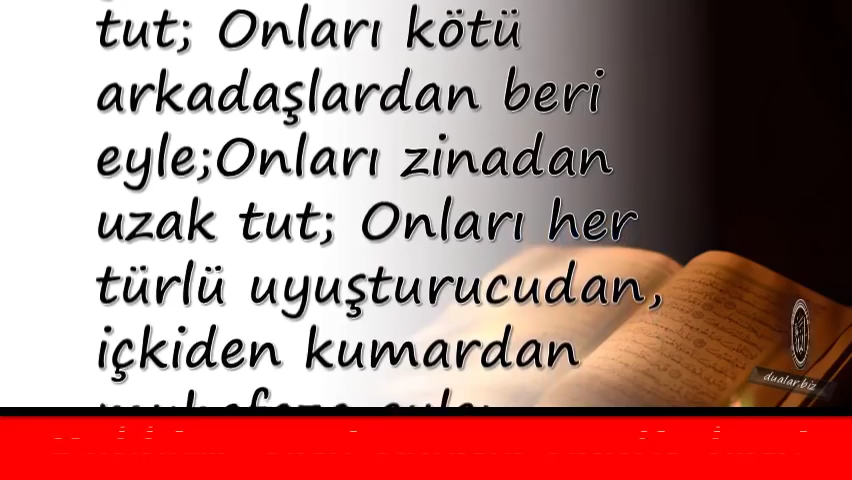 tut; Onları kötü
arkadaşlardan beri
eyle;Onları zinadan
uzak tut; Onları her
türlü uyuşturucudan,
içkiden kumardan
dualar.biz